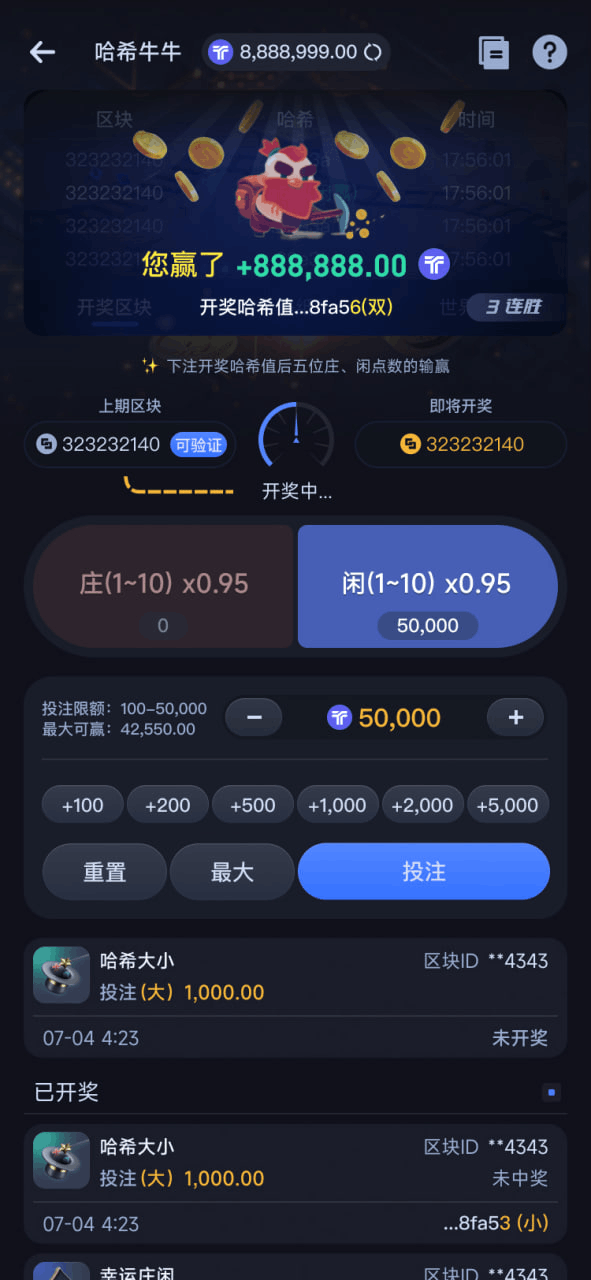 哈希牛牛 8,888,999.00
区块 哈希 时间
323232140 17:56:01
323232140 17:56:01
323232140 17:56:01
您赢了 +888,888.00
开奖区块 开奖哈希值...8fa56(双) 3 连胜
下注开奖哈希值后五位庄、闲点数的输赢
上期区块 即将开奖
323232140 可验证 323232140
开奖中...
庄(1~10) x0.95 闲(1~10) x0.95
0 50,000
投注限额：100-50,000
最大可赢：42,550.00
− 50,000 +
+100 +200 +500 +1,000 +2,000 +5,000
重置 最大 投注
哈希大小 区块ID **4343
投注(大) 1,000.00
07-04 4:23 未开奖
已开奖
哈希大小 区块ID **4343
投注(大) 1,000.00 未中奖
07-04 4:23 ...8fa53 (小)
幸运庄闲 区块ID **4343